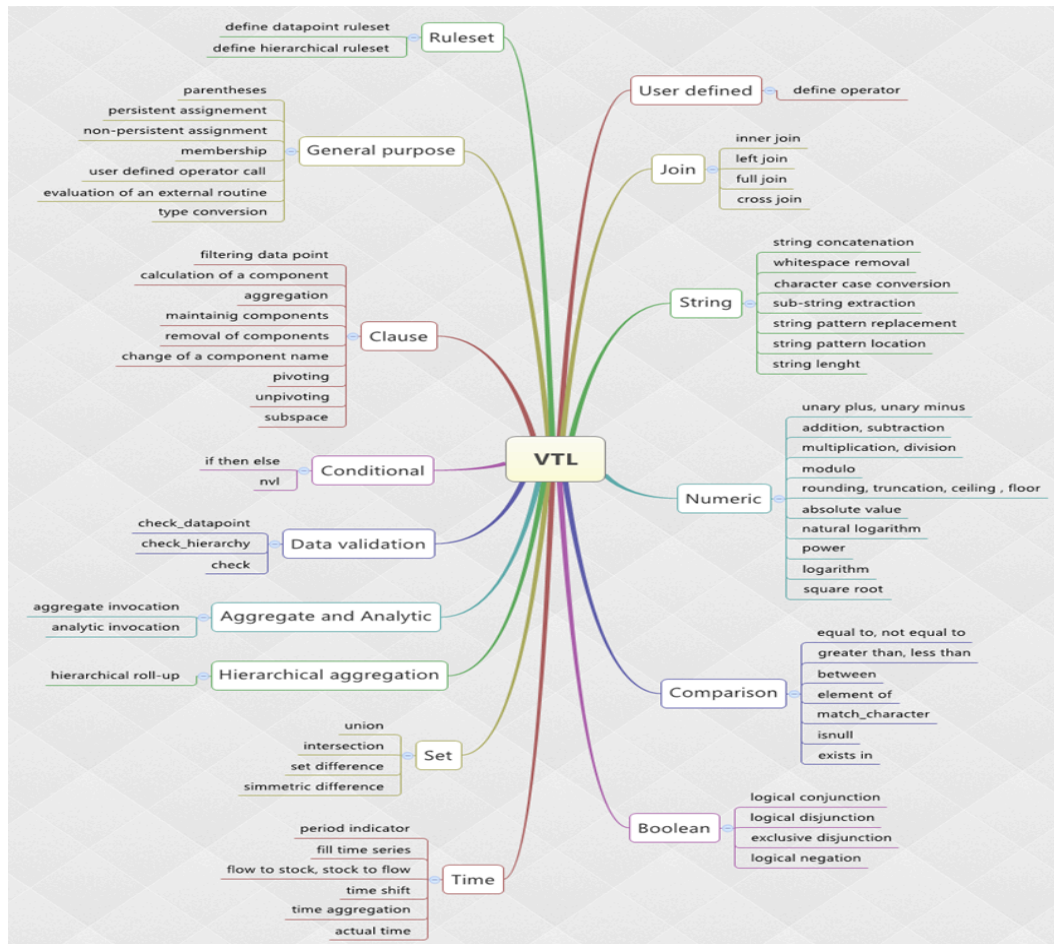 define datapoint ruleset
define hierarchical ruleset
Ruleset
parentheses
persistent assignement
non-persistent assignment
membership
user defined operator call
evaluation of an external routine
type conversion
General purpose
filtering data point
calculation of a component
aggregation
maintainig components
removal of components
change of a component name
pivoting
unpivoting
subspace
Clause
if then else
nvl
Conditional
check_datapoint
check_hierarchy
check
Data validation
aggregate invocation
analytic invocation
Aggregate and Analytic
hierarchical roll-up
Hierarchical aggregation
union
intersection
set difference
simmetric difference
Set
period indicator
fill time series
flow to stock, stock to flow
time shift
time aggregation
actual time
Time
VTL
User defined
define operator
Join
inner join
left join
full join
cross join
String
string concatenation
whitespace removal
character case conversion
sub-string extraction
string pattern replacement
string pattern location
string lenght
Numeric
unary plus, unary minus
addition, subtraction
multiplication, division
modulo
rounding, truncation, ceiling , floor
absolute value
natural logarithm
power
logarithm
square root
Comparison
equal to, not equal to
greater than, less than
between
element of
match_character
isnull
exists in
Boolean
logical conjunction
logical disjunction
exclusive disjunction
logical negation